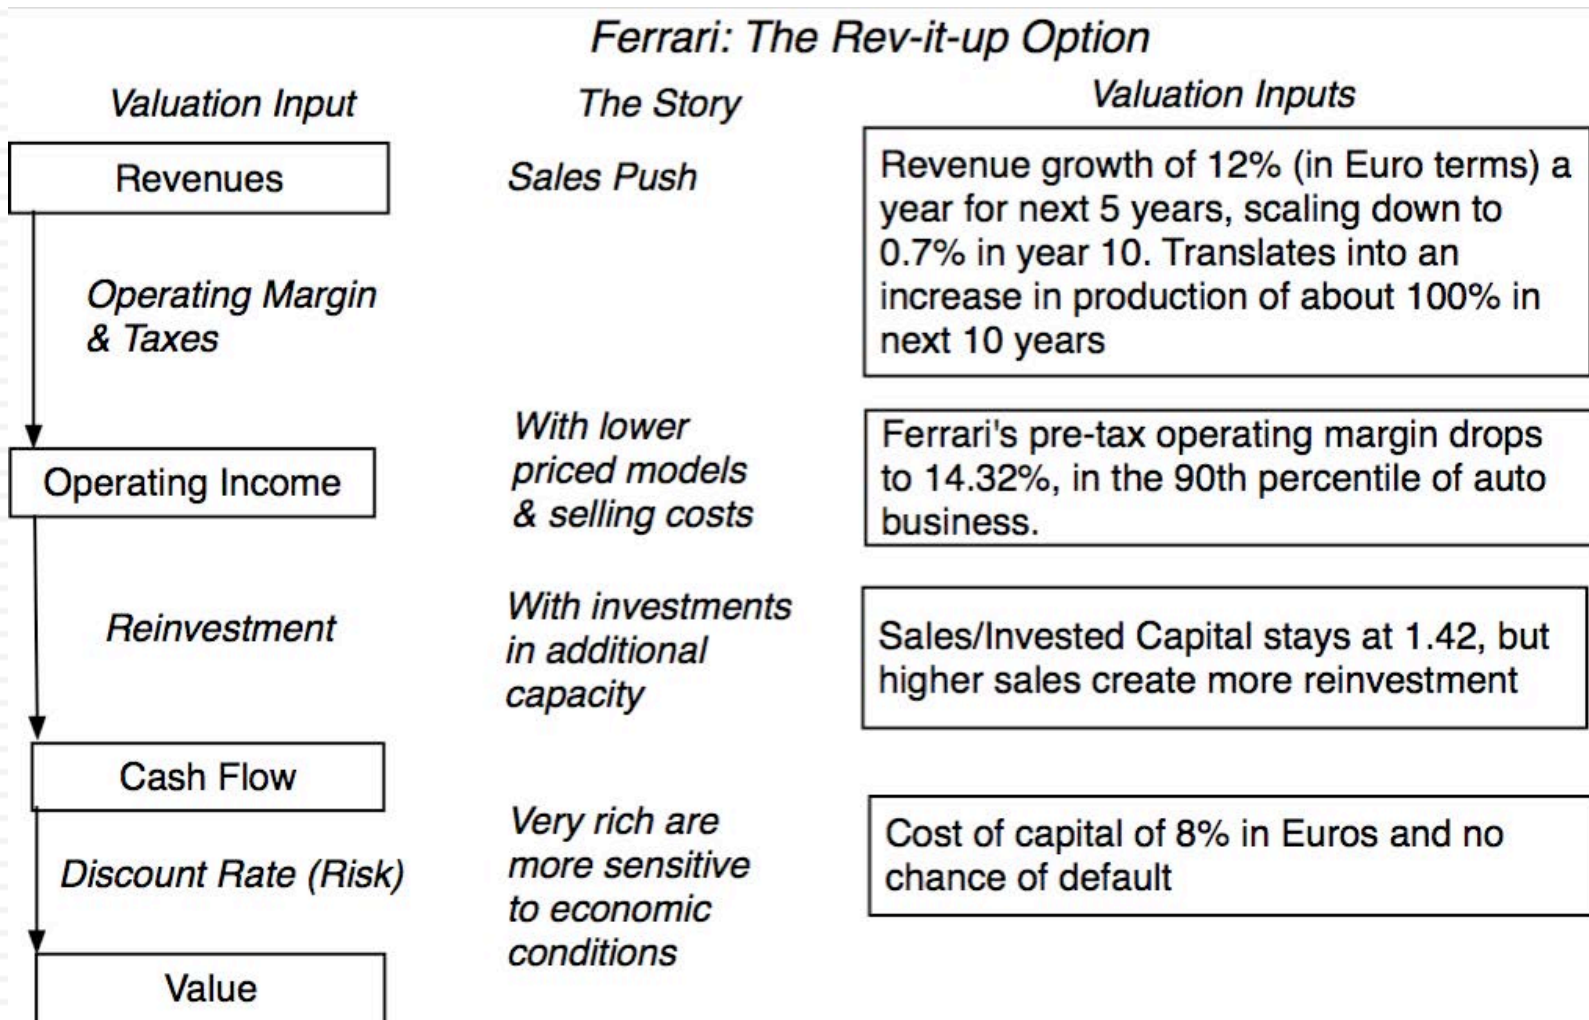 Ferrari: The Rev-it-up Option
Valuation Input
The Story
Valuation Inputs
Revenues
Sales Push
Revenue growth of 12% (in Euro terms) a
year for next 5 years, scaling down to
0.7% in year 10. Translates into an
increase in production of about 100% in
next 10 years
Operating Margin
& Taxes
Operating Income
With lower
priced models
& selling costs
Ferrari's pre-tax operating margin drops
to 14.32%, in the 90th percentile of auto
business.
Reinvestment
With investments
in additional
capacity
Sales/Invested Capital stays at 1.42, but
higher sales create more reinvestment
Cash Flow
Discount Rate (Risk)
Very rich are
more sensitive
to economic
conditions
Cost of capital of 8% in Euros and no
chance of default
Value